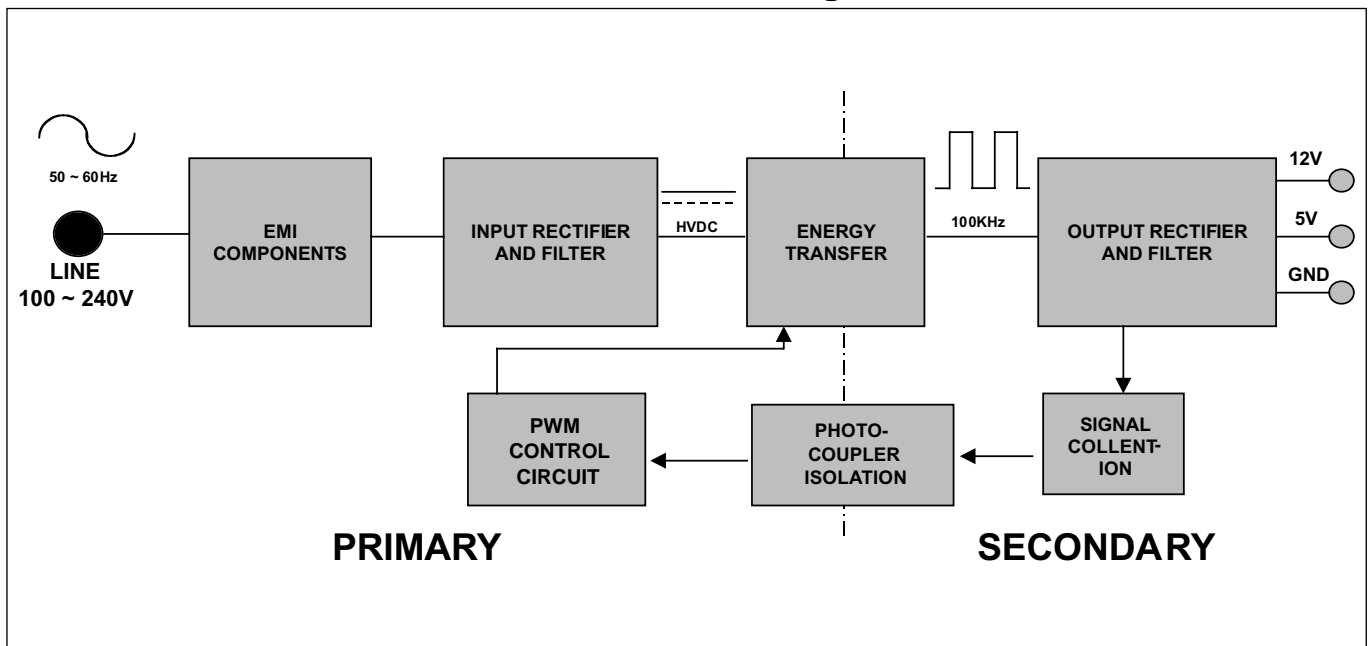 50 ~ 60Hz
LINE
100 ~ 240V
EMI
COMPONENTS
INPUT RECTIFIER
AND FILTER
HVDC
ENERGY
TRANSFER
100KHz
OUTPUT RECTIFIER
AND FILTER
12V
5V
GND
PWM
CONTROL
CIRCUIT
PHOTO-
COUPLER
ISOLATION
SIGNAL
COLLENT-
ION
PRIMARY
SECONDARY